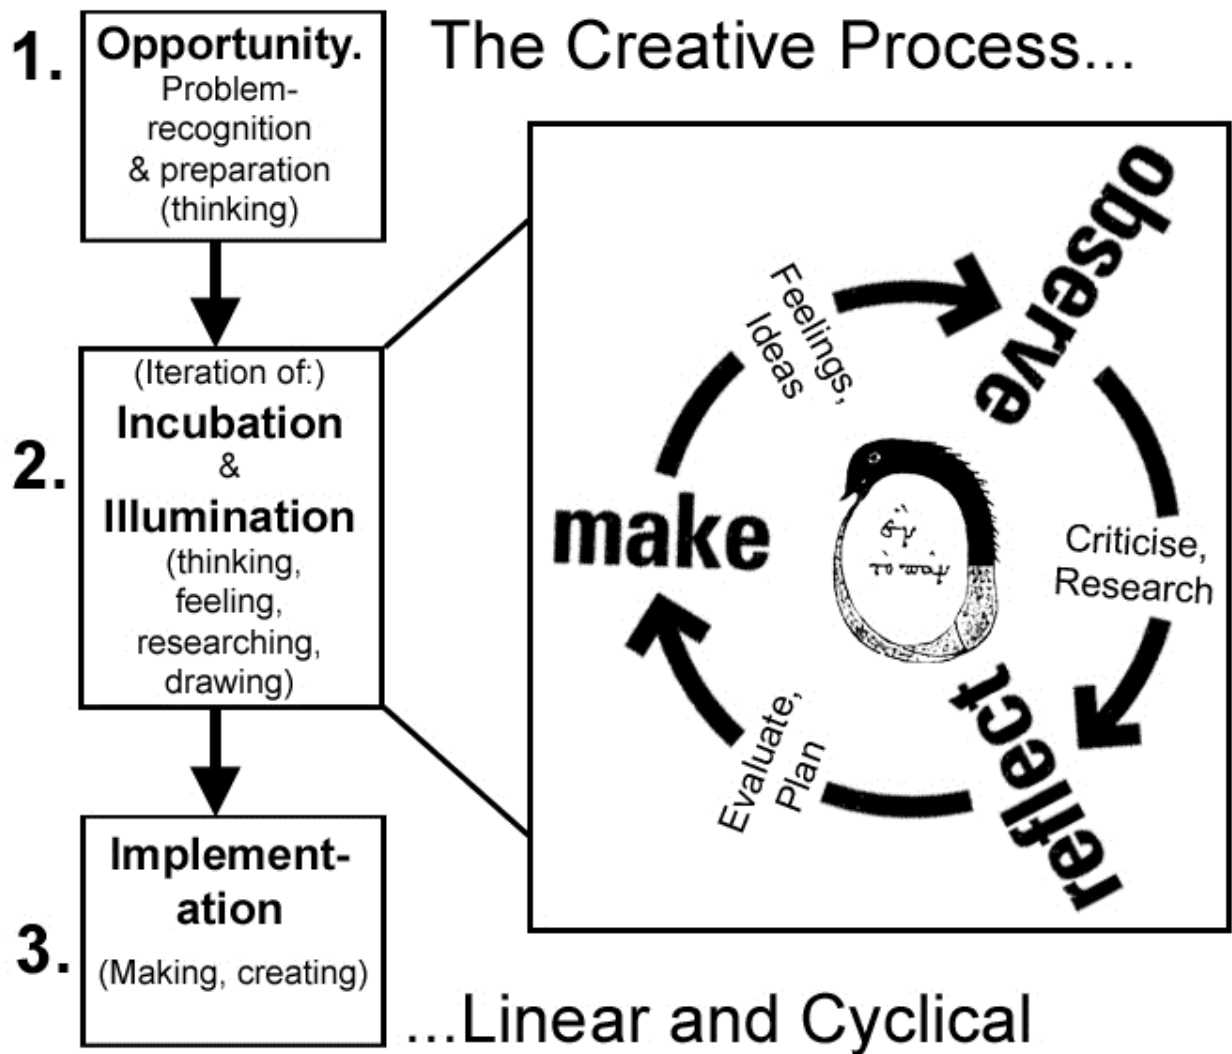 The Creative Process...
1.
Opportunity.
Problem-
recognition
& preparation
(thinking)
2.
(Iteration of:)
Incubation
&
Illumination
(thinking,
feeling,
researching,
drawing)
3.
Implement-
ation
(Making, creating)
observe
Criticise,
Research
reflect
Evaluate,
Plan
make
Feelings,
Ideas
...Linear and Cyclical